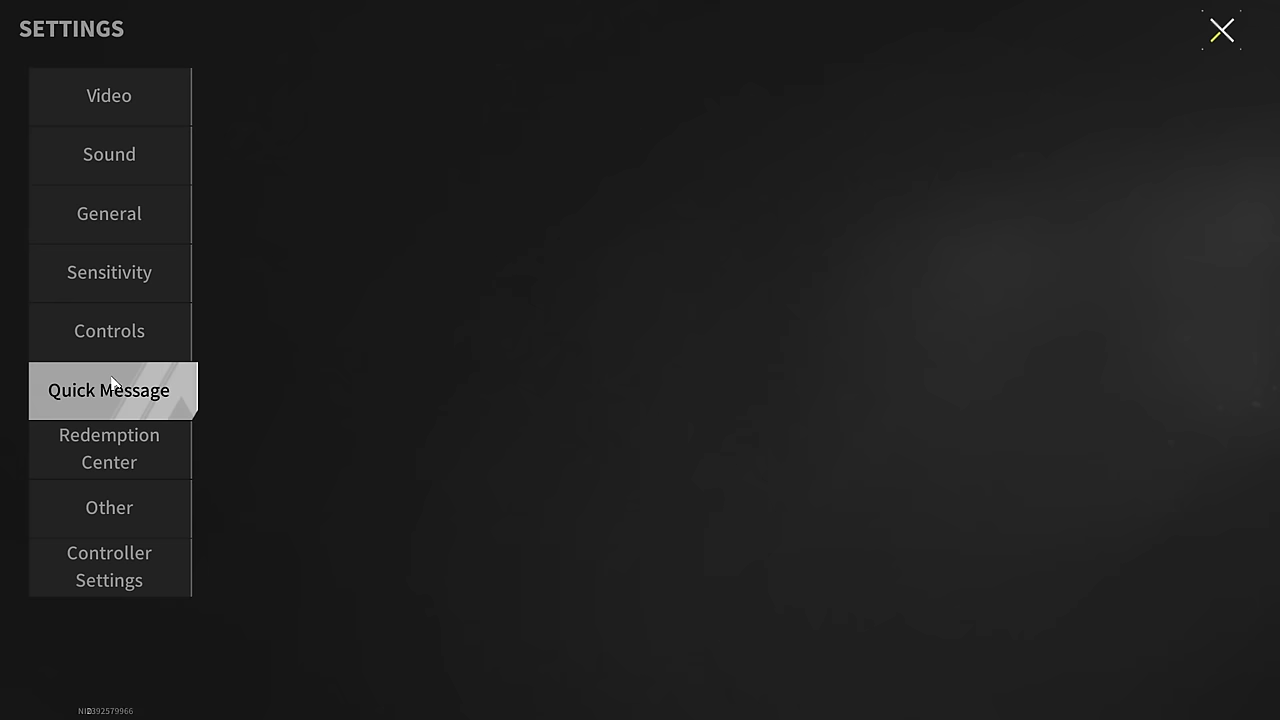 SETTINGS
Video
Sound
General
Sensitivity
Controls
Quick Message
Redemption
Center
Other
Controller
Settings